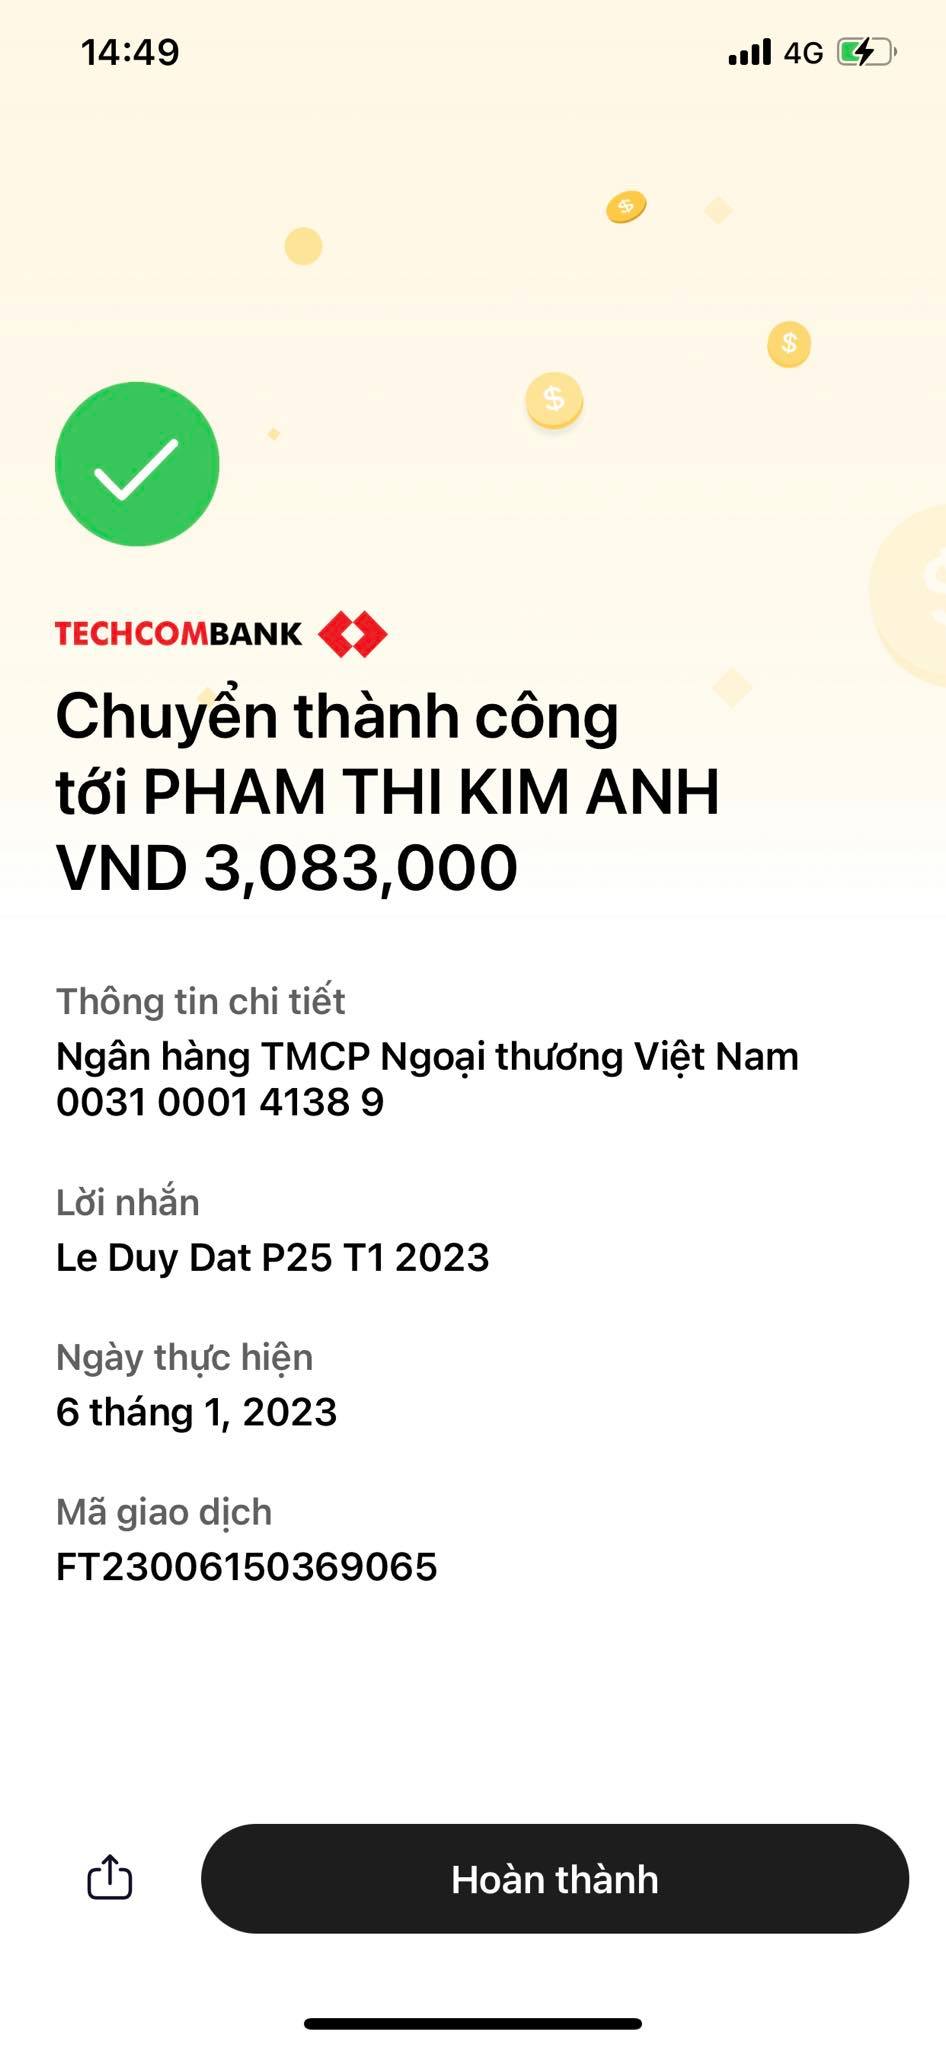 14:49
4G
TECHCOMBANK
Chuyển thành công
tới PHAM THI KIM ANH
VND 3,083,000
Thông tin chi tiết
Ngân hàng TMCP Ngoại thương Việt Nam
0031 0001 4138 9
Lời nhắn
Le Duy Dat P25 T1 2023
Ngày thực hiện
6 tháng 1, 2023
Mã giao dịch
FT23006150369065
Hoàn thành